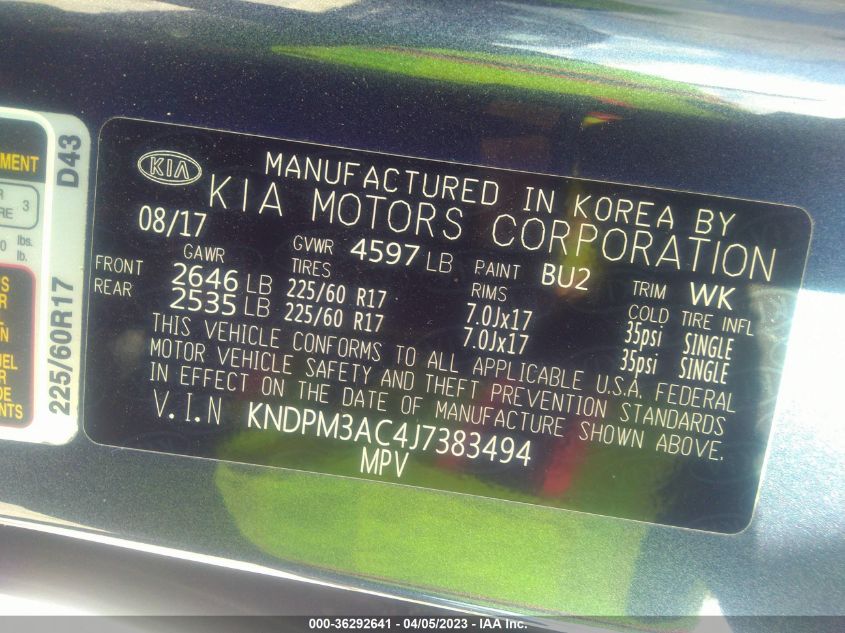 KIA
MANUFACTURED IN KOREA BY
KIA MOTORS CORPORATION
08/17 GVWR 4597 LB PAINT BU2 TRIM WK
GAWR TIRES RIMS COLD TIRE INFL
FRONT 2646 LB 225/60 R17 7.0Jx17 35psi SINGLE
REAR 2535 LB 225/60 R17 7.0Jx17 35psi SINGLE
THIS VEHICLE CONFORMS TO ALL APPLICABLE U.S.A. FEDERAL
MOTOR VEHICLE SAFETY AND THEFT PREVENTION STANDARDS
IN EFFECT ON THE DATE OF MANUFACTURE SHOWN ABOVE.
V.I.N KNDPM3AC4J7383494
MPV
D43
225/60R17
3
lbs.
lb.
000-36292641 - 04/05/2023 - IAA Inc.